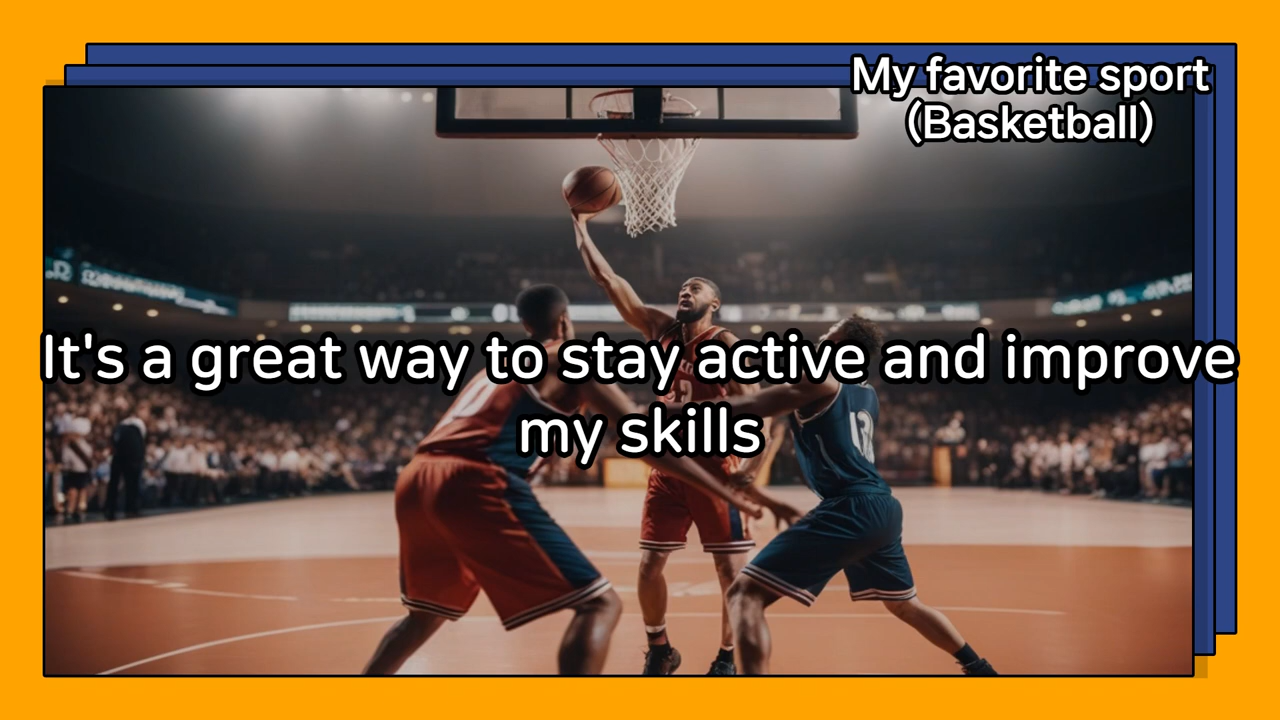 My favorite sport
(Basketball)
It's a great way to stay active and improve
my skills